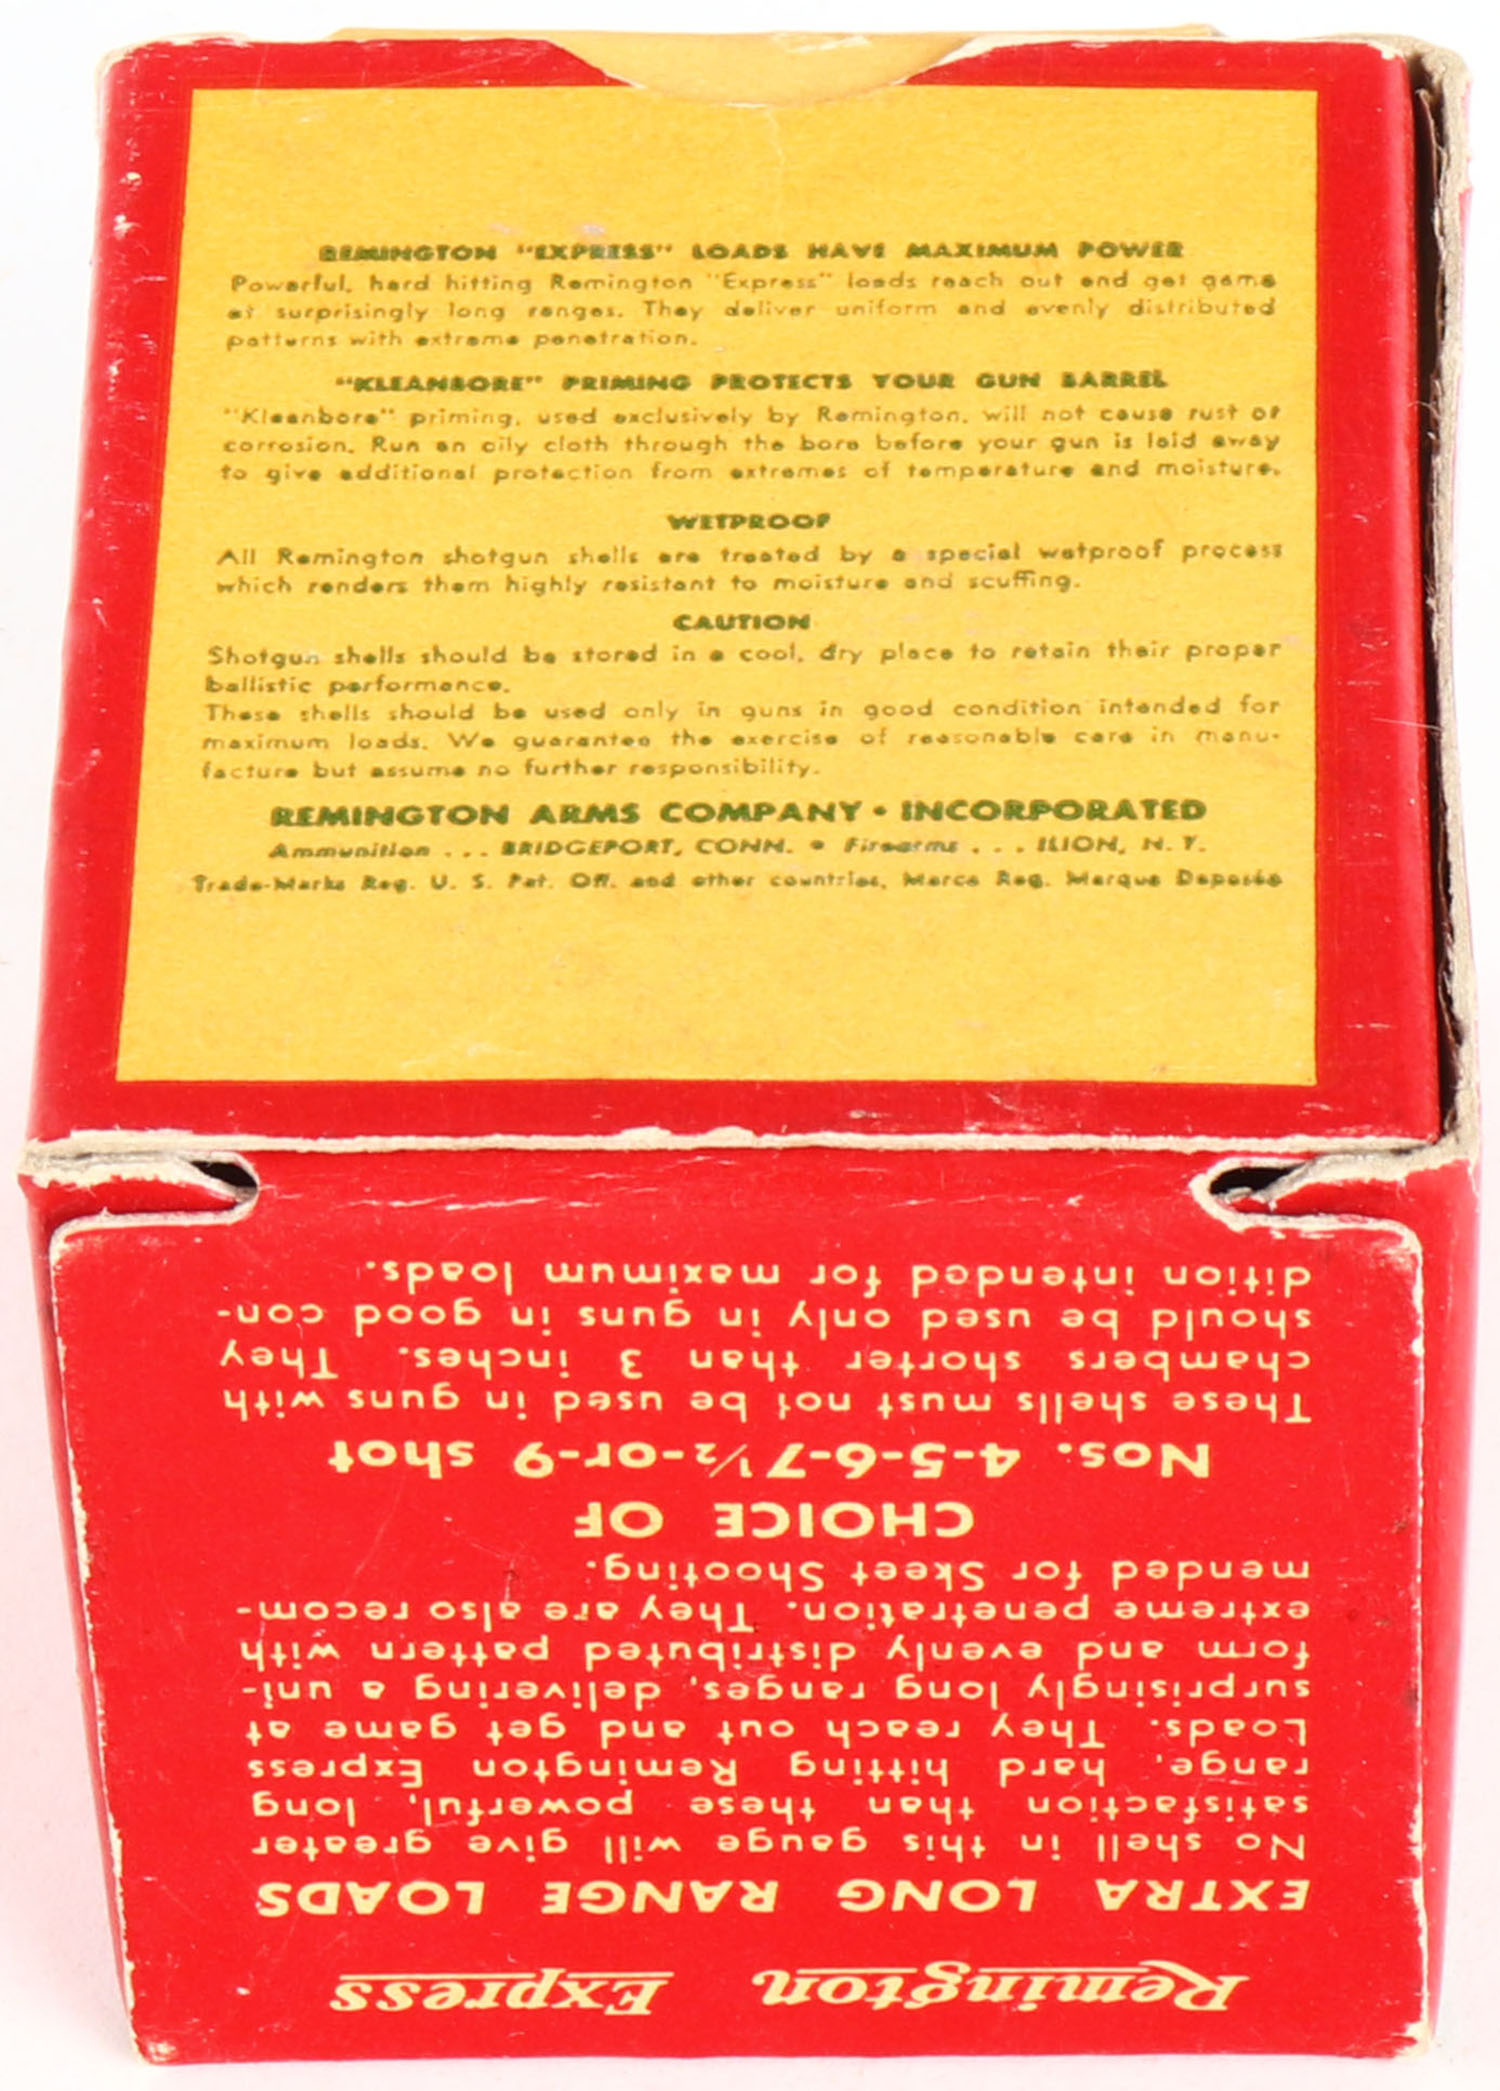 REMINGTON "EXPRESS" LOADS HAVE MAXIMUM POWER
Powerful, hard hitting Remington "Express" loads reach out and get game
at surprisingly long ranges. They deliver uniform and evenly distributed
patterns with extreme penetration.
"KLEANBORE" PRIMING PROTECTS YOUR GUN BARREL
"Kleanbore" priming, used exclusively by Remington, will not cause rust or
corrosion. Run an oily cloth through the bore before your gun is laid away
to give additional protection from extremes of temperature and moisture.
WETPROOF
All Remington shotgun shells are treated by a special wetproof process
which renders them highly resistant to moisture and scuffing.
CAUTION
Shotgun shells should be stored in a cool, dry place to retain their proper
ballistic performance.
These shells should be used only in guns in good condition intended for
maximum loads. We guarantee the exercise of reasonable care in manu-
facture but assume no further responsibility.
REMINGTON ARMS COMPANY • INCORPORATED
Ammunition . . . BRIDGEPORT, CONN. • Firearms . . . ILION, N. Y.
Trade-Marks Reg. U. S. Pat. Off. and other countries, Marca Reg. Marque Deposée
Remington Express
EXTRA LONG RANGE LOADS
No shell in this gauge will give greater
satisfaction than these powerful, long
range, hard hitting Remington Express
Loads. They reach out and get game at
surprisingly long ranges, delivering a uni-
form and evenly distributed pattern with
extreme penetration. They are also recom-
mended for Skeet Shooting.
CHOICE OF
Nos. 4-5-6-7½-or-9 shot
These shells must not be used in guns with
chambers shorter than 3 inches. They
should be used only in guns in good con-
dition intended for maximum loads.